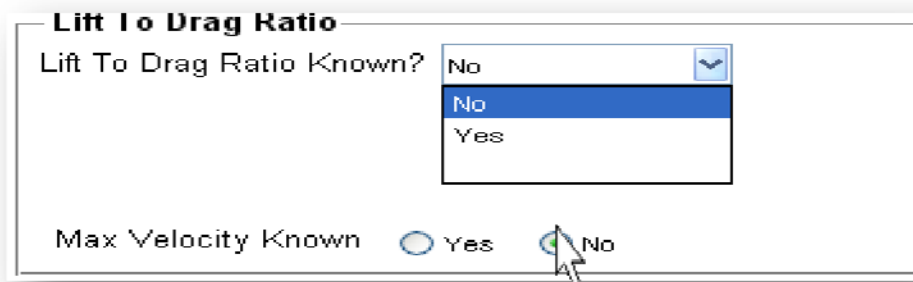 Lift To Drag Ratio
Lift To Drag Ratio Known? No
No
Yes
Max Velocity Known Yes No